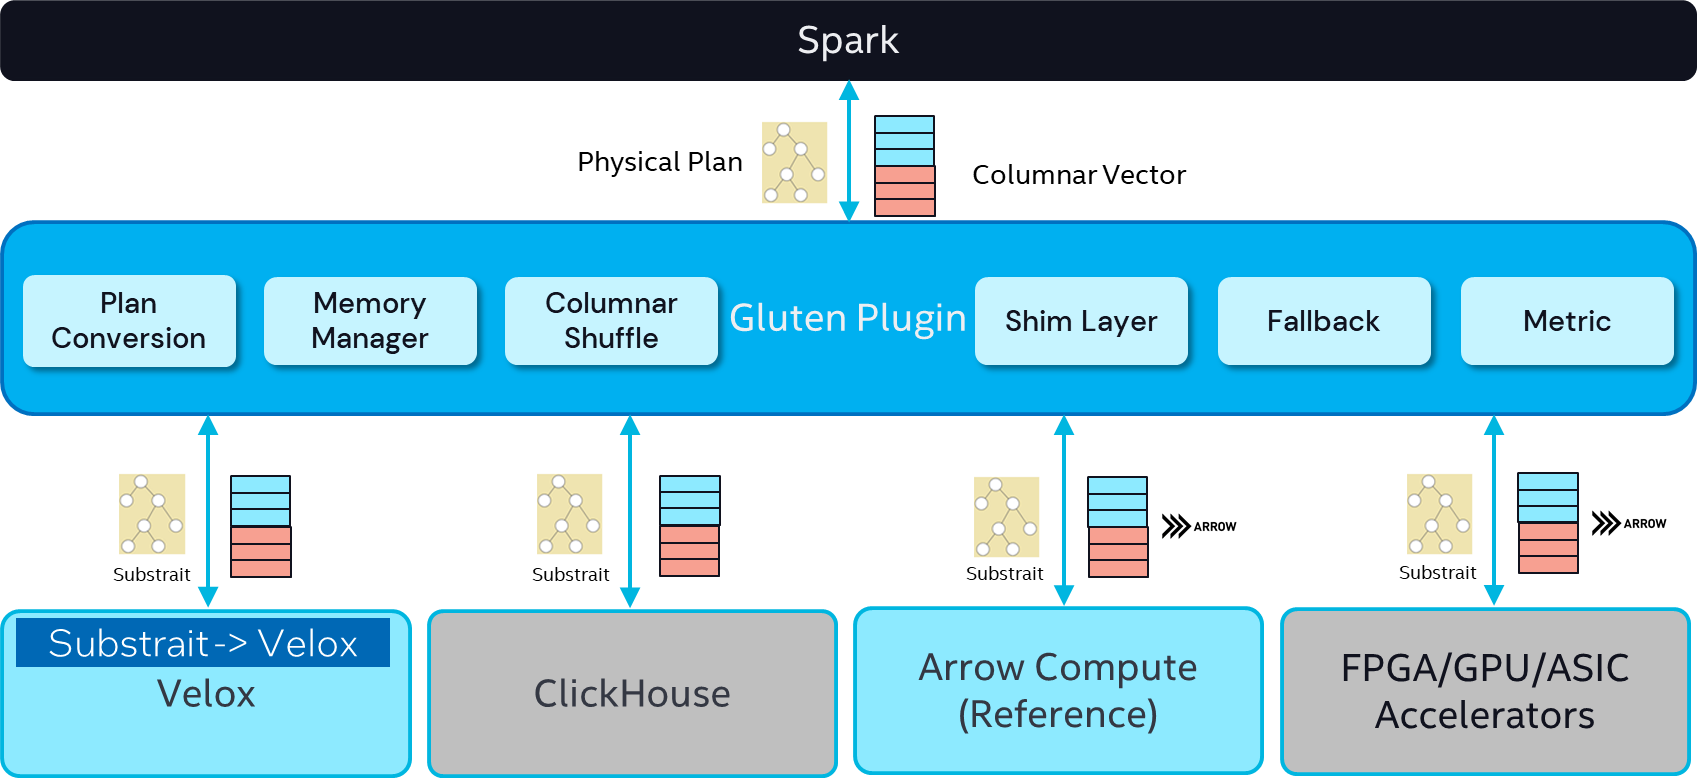 Spark
Physical Plan
Columnar Vector
Plan
Conversion
Memory
Manager
Columnar
Shuffle
Gluten Plugin
Shim Layer
Fallback
Metric
Substrait
Substrait
Substrait
ARROW
Substrait
ARROW
Substrait-> Velox
Velox
ClickHouse
Arrow Compute
(Reference)
FPGA/GPU/ASIC
Accelerators